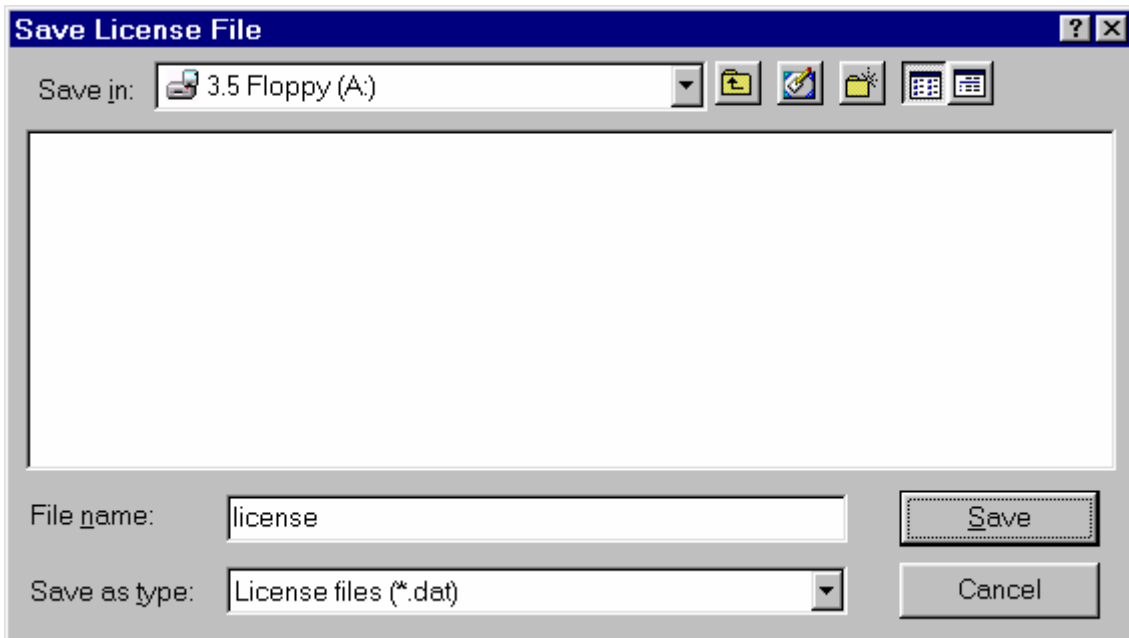 Save License File
Save in: 3.5 Floppy (A:)
File name: license
Save
Save as type: License files (*.dat)
Cancel